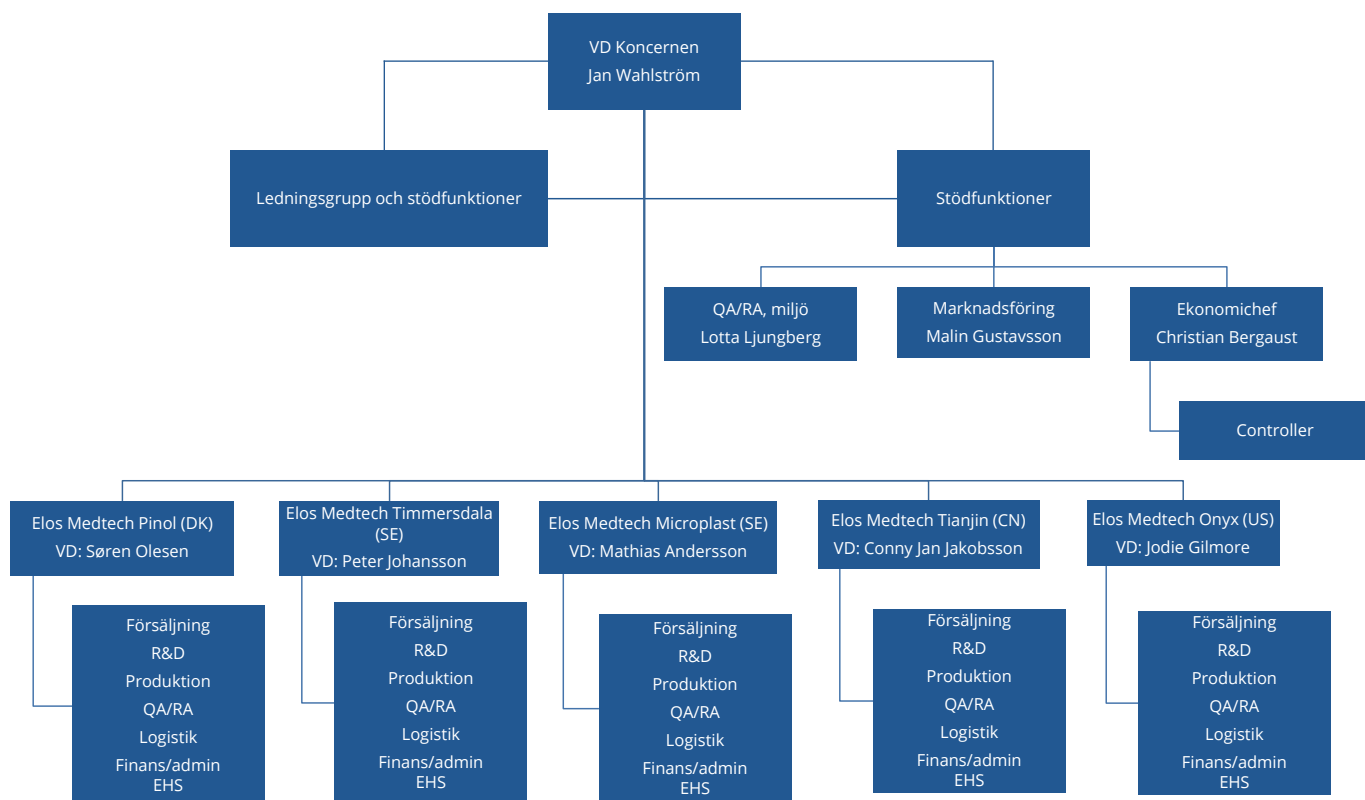 VD Koncernen
Jan Wahlström
Ledningsgrupp och stödfunktioner
Stödfunktioner
QA/RA, miljö
Lotta Ljungberg
Marknadsföring
Malin Gustavsson
Ekonomichef
Christian Bergaust
Controller
Elos Medtech Pinol (DK)
VD: Søren Olesen
Elos Medtech Timmersdala
(SE)
VD: Peter Johansson
Elos Medtech Microplast (SE)
VD: Mathias Andersson
Elos Medtech Tianjin (CN)
VD: Conny Jan Jakobsson
Elos Medtech Onyx (US)
VD: Jodie Gilmore
Försäljning
R&D
Produktion
QA/RA
Logistik
Finans/admin
EHS
Försäljning
R&D
Produktion
QA/RA
Logistik
Finans/admin
EHS
Försäljning
R&D
Produktion
QA/RA
Logistik
Finans/admin
EHS
Försäljning
R&D
Produktion
QA/RA
Logistik
Finans/admin
EHS
Försäljning
R&D
Produktion
QA/RA
Logistik
Finans/admin
EHS